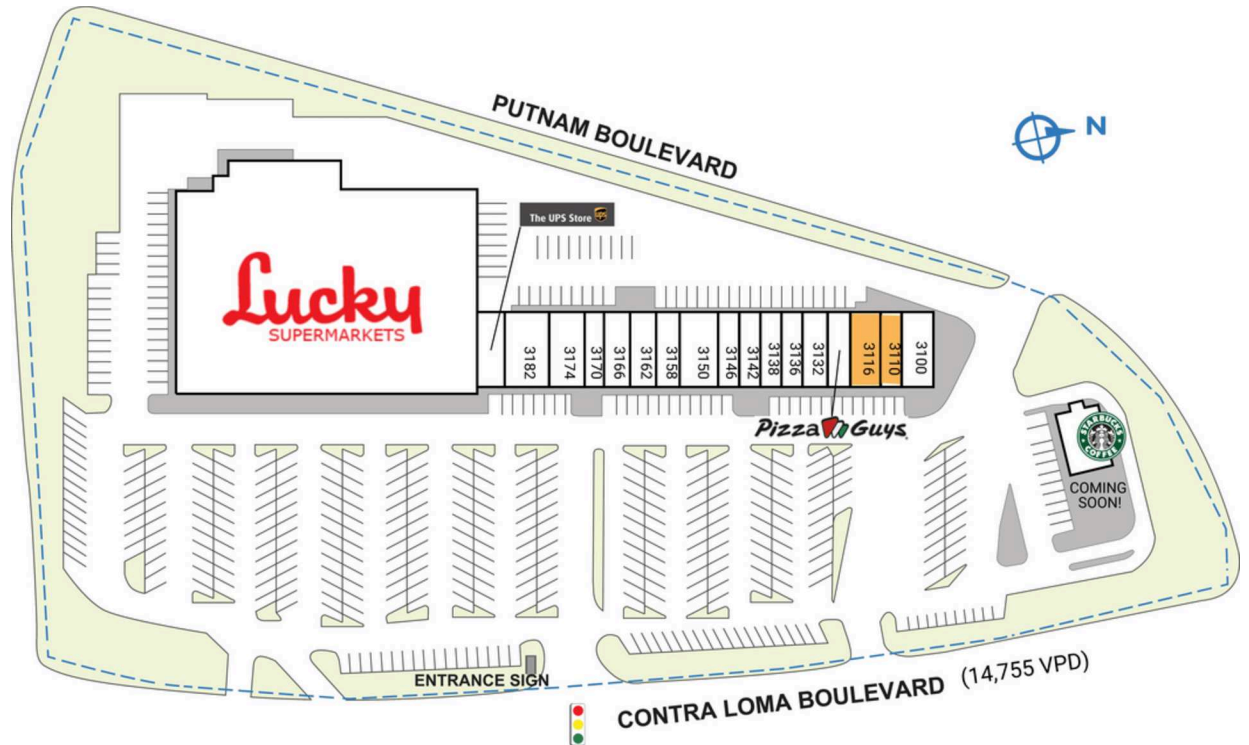 PUTNAM BOULEVARD
N
The UPS Store
ups
Lucky
SUPERMARKETS
3182
3174
3170
3166
3162
3158
3150
3146
3142
3138
3136
3132
3116
3110
3100
Pizza Guys
STARBUCKS
COFFEE
COMING
SOON!
ENTRANCE SIGN
CONTRA LOMA BOULEVARD (14,755 VPD)